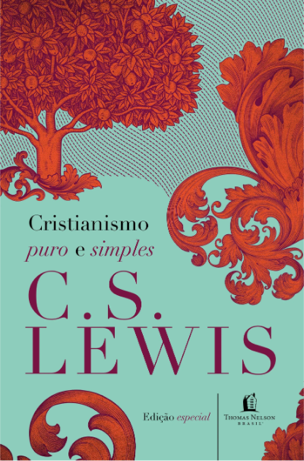 Cristianismo
puro e simples
C. S.
LEWIS
Edição especial
THOMAS NELSON
BRASIL